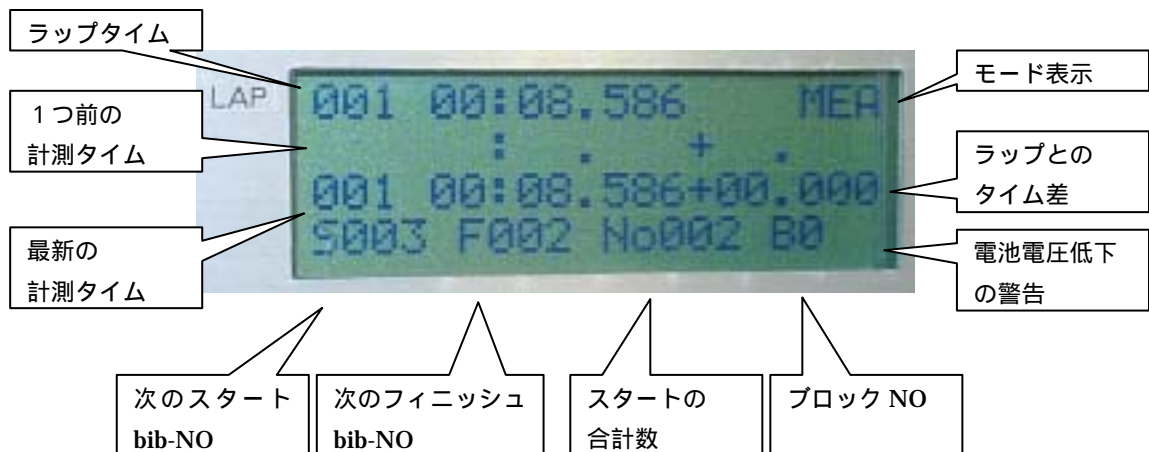 ラップタイム
1つ前の
計測タイム
最新の
計測タイム
LAP
001 00:08.586 MEA
: . + .
001 00:08.586+00.000
S003 F002 No002 B0
モード表示
ラップとの
タイム差
電池電圧低下
の警告
次のスタート
bib-NO
次のフィニッシュ
bib-NO
スタートの
合計数
ブロック NO